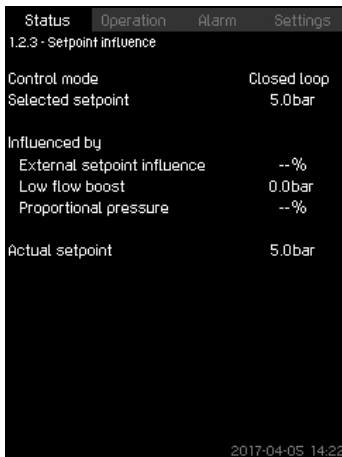 Status Operation Alarm Settings
1.2.3 - Setpoint influence
Control mode Closed loop
Selected setpoint 5.0bar
Influenced by
External setpoint influence --%
Low flow boost 0.0bar
Proportional pressure --%
Actual setpoint 5.0bar
2017-04-05 14:22